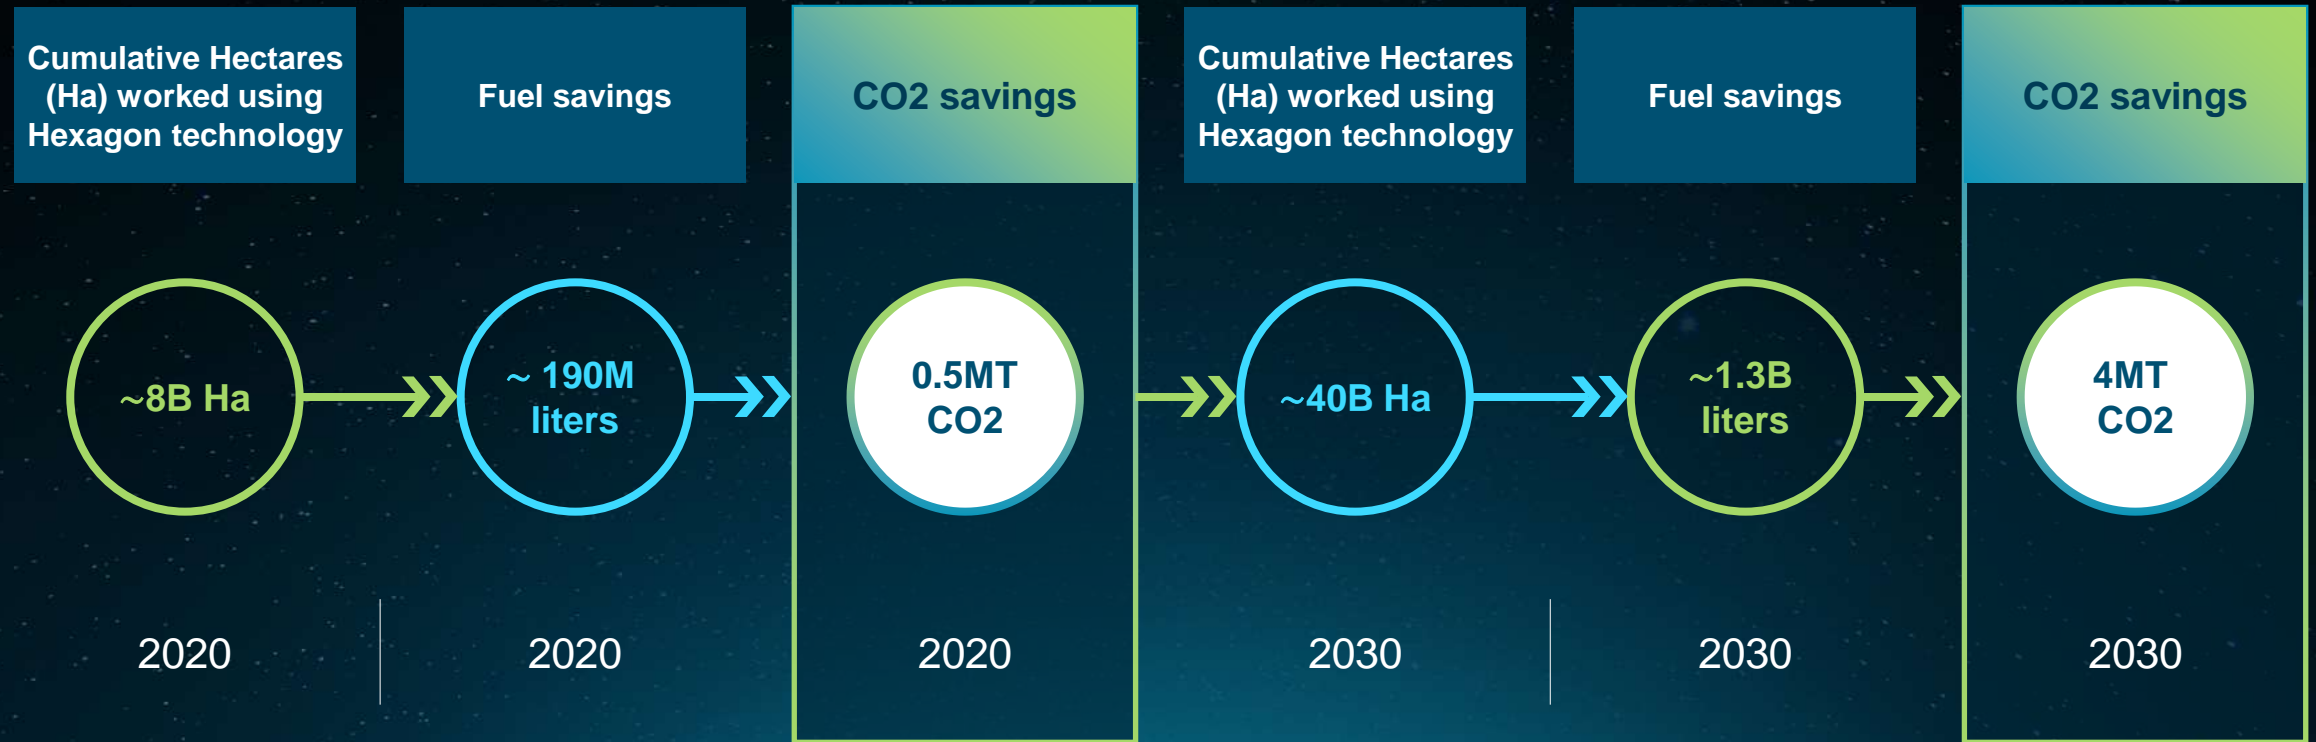 Cumulative Hectares
(Ha) worked using
Hexagon technology
Fuel savings
CO2 savings
Cumulative Hectares
(Ha) worked using
Hexagon technology
Fuel savings
CO2 savings
~8B Ha
~ 190M
liters
0.5MT
CO2
~40B Ha
~1.3B
liters
4MT
CO2
2020
2020
2020
2030
2030
2030